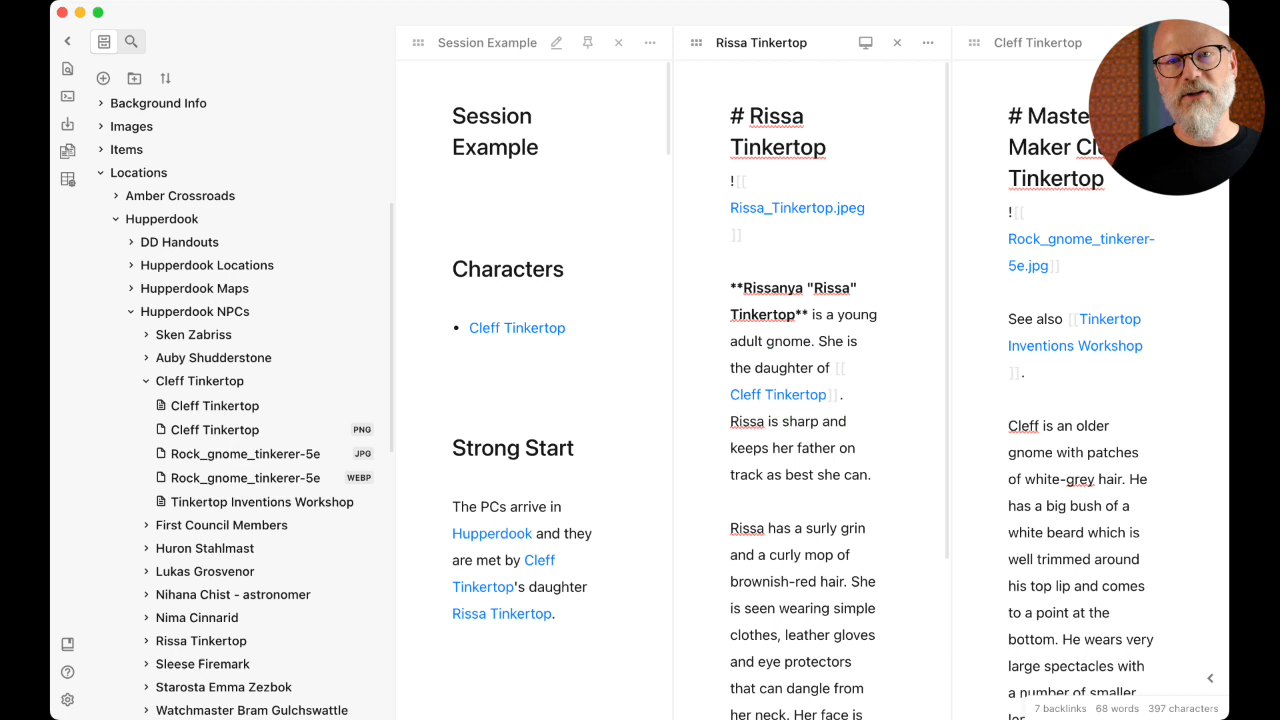 Background Info
Images
Items
Locations
Amber Crossroads
Hupperdook
DD Handouts
Hupperdook Locations
Hupperdook Maps
Hupperdook NPCs
Sken Zabriss
Auby Shudderstone
Cleff Tinkertop
Cleff Tinkertop
Cleff Tinkertop PNG
Rock_gnome_tinkerer-5e JPG
Rock_gnome_tinkerer-5e WEBP
Tinkertop Inventions Workshop
First Council Members
Huron Stahlmast
Lukas Grosvenor
Nihana Chist - astronomer
Nima Cinnarid
Rissa Tinkertop
Sleese Firemark
Starosta Emma Zezbok
Watchmaster Bram Gulchswattle
Session Example
Session
Example
Characters
• Cleff Tinkertop
Strong Start
The PCs arrive in
Hupperdook and they
are met by Cleff
Tinkertop's daughter
Rissa Tinkertop.
Rissa Tinkertop
# Rissa
Tinkertop
![[
Rissa_Tinkertop.jpeg
]]
**Rissanya "Rissa"
Tinkertop** is a young
adult gnome. She is
the daughter of [[
Cleff Tinkertop]].
Rissa is sharp and
keeps her father on
track as best she can.
Rissa has a surly grin
and a curly mop of
brownish-red hair. She
is seen wearing simple
clothes, leather gloves
and eye protectors
that can dangle from
her neck. Her face is
Cleff Tinkertop
# Maste
Maker Cl
Tinkertop
![[
Rock_gnome_tinkerer-
5e.jpg]]
See also [[Tinkertop
Inventions Workshop
]].
Cleff is an older
gnome with patches
of white-grey hair. He
has a big bush of a
white beard which is
well trimmed around
his top lip and comes
to a point at the
bottom. He wears very
large spectacles with
a number of smaller
7 backlinks 68 words 397 characters